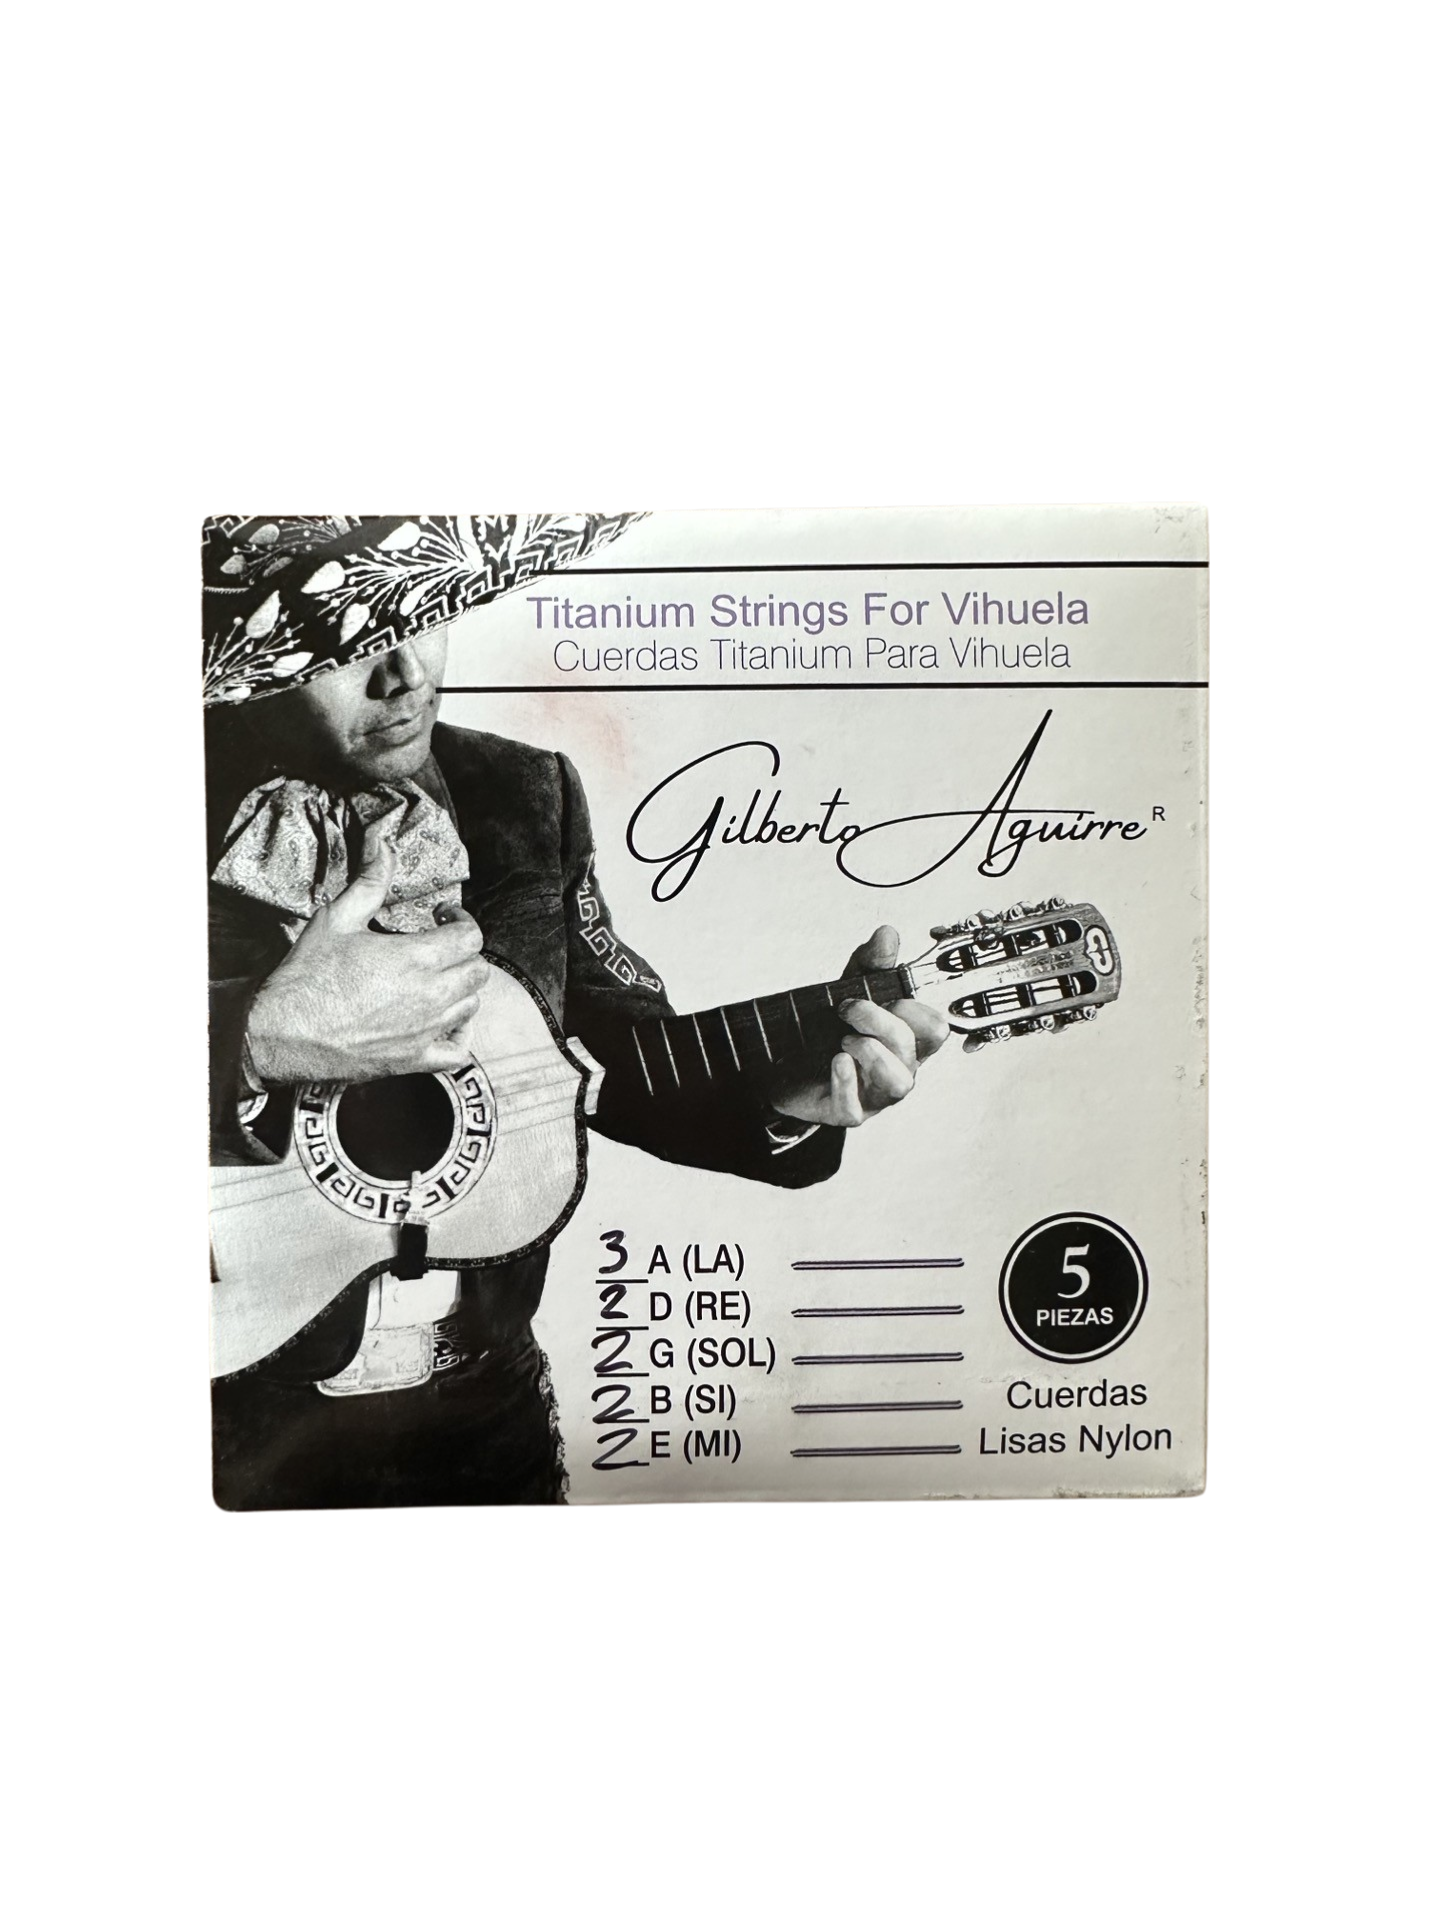 Titanium Strings For Vihuela
Cuerdas Titanium Para Vihuela
Gilberto Aguirre R
3 A (LA)
2 D (RE)
2 G (SOL)
2 B (SI)
2 E (MI)
5
PIEZAS
Cuerdas
Lisas Nylon